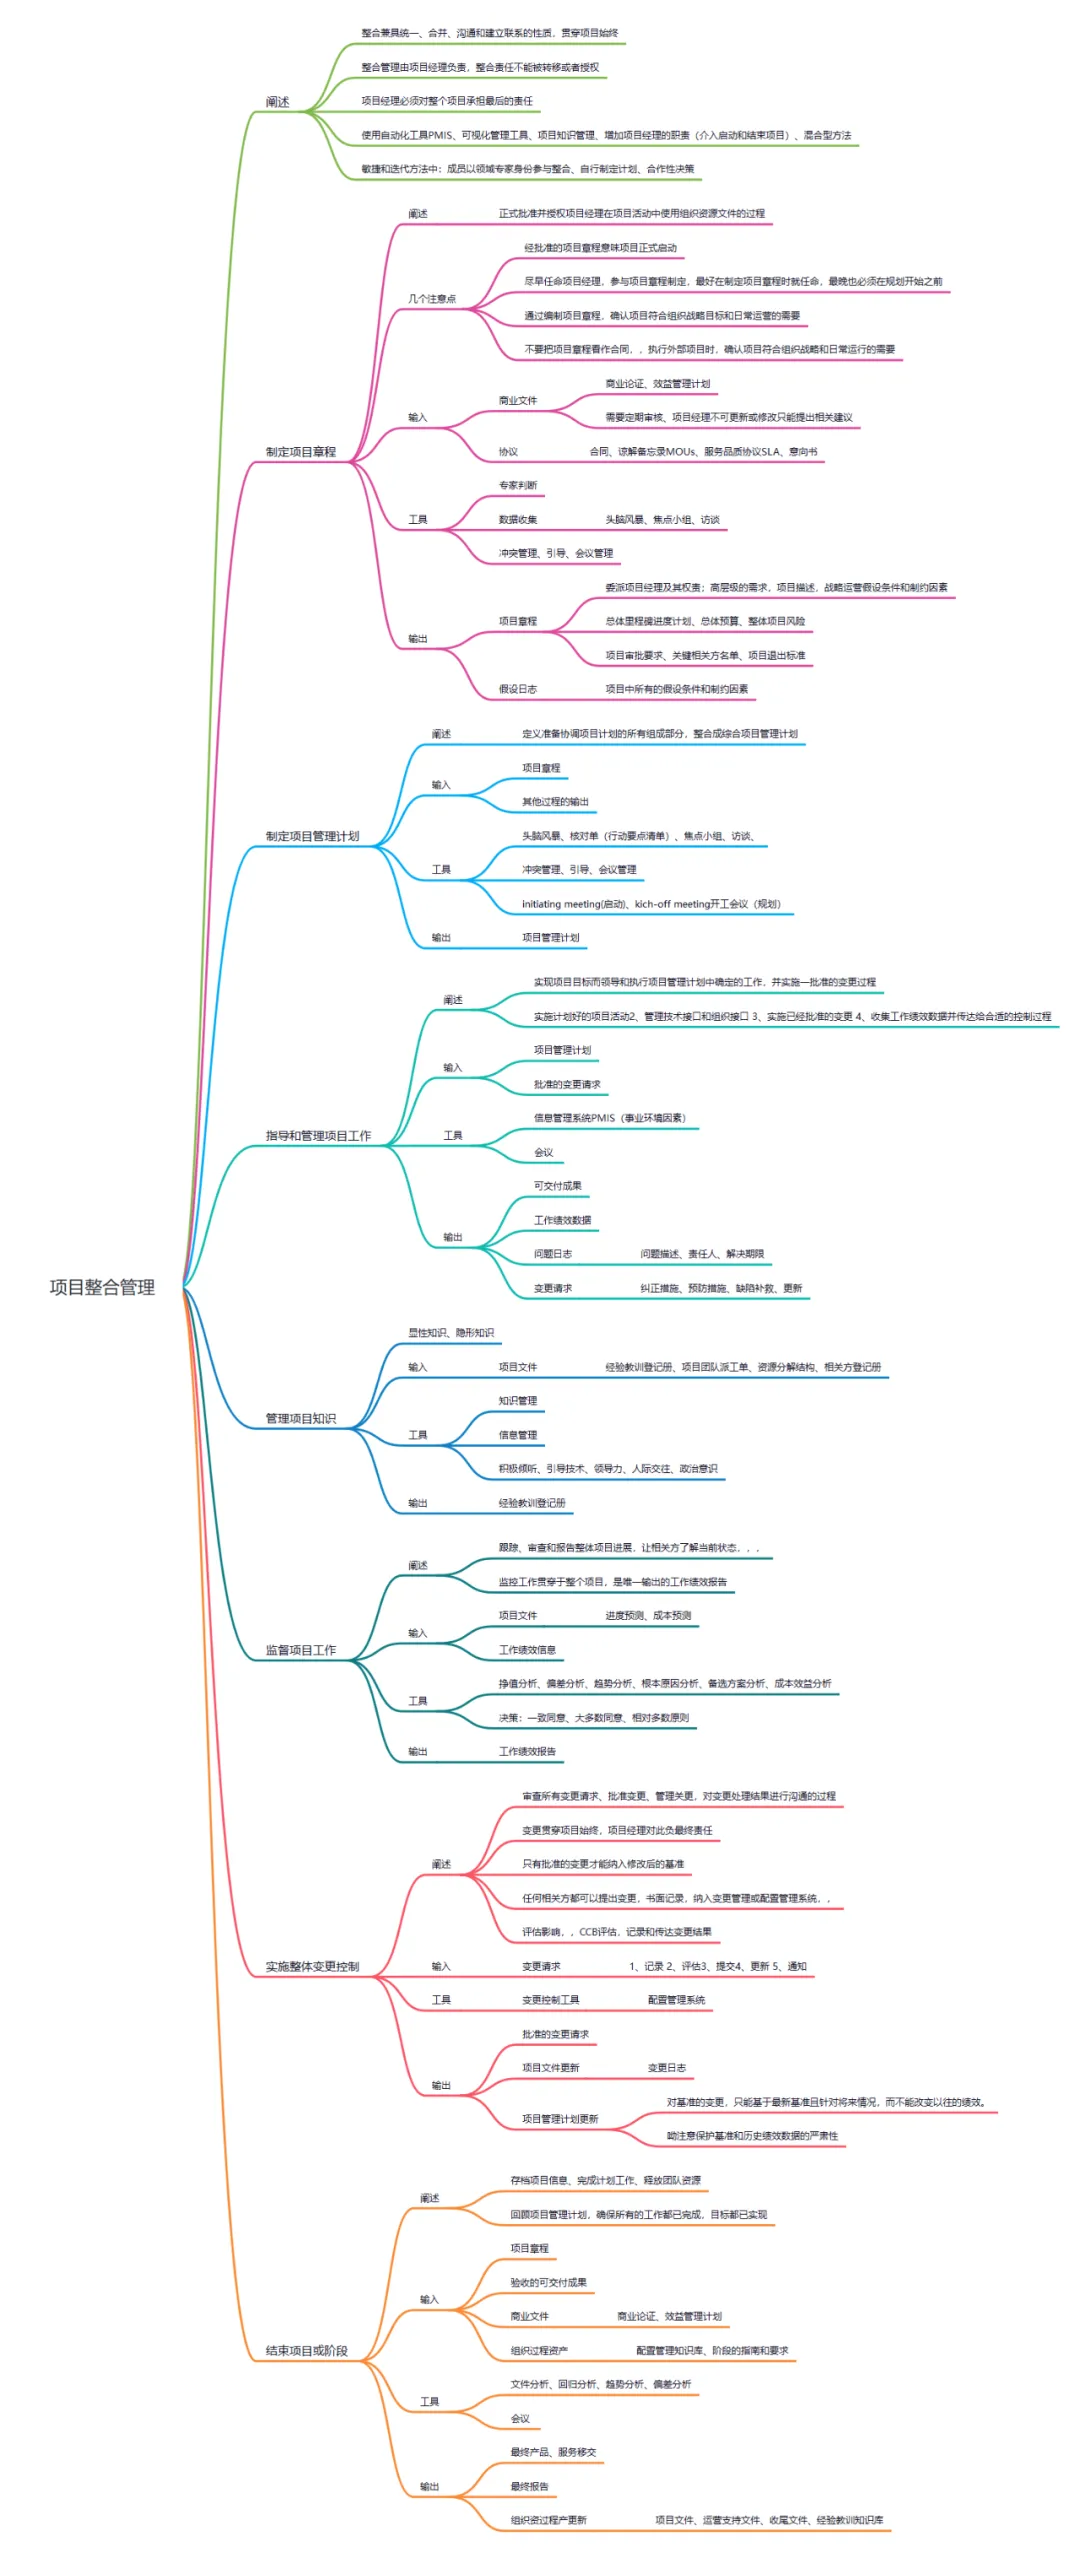 整合兼具统一、合并、沟通和建立联系的性质，贯穿项目始终
整合管理由项目经理负责，整合责任不能被转移或者授权
阐述
项目经理必须对整个项目承担最后的责任
使用自动化工具PMIS、可视化管理工具、项目知识管理、增加项目经理的职责（介入启动和结束项目）、混合型方法
敏捷和迭代方法中：成员以领域专家身份参与整合、自行制定计划、合作性决策
制定项目章程
阐述
正式批准并授权项目经理在项目活动中使用组织资源文件的过程
几个注意点
经批准的项目章程意味项目正式启动
尽早任命项目经理，参与项目章程制定，最好在制定项目章程时就任命，最晚也必须在规划开始之前
通过编制项目章程，确认项目符合组织战略目标和日常运营的需要
不要把项目章程看作合同，，执行外部项目时，确认项目符合组织战略和日常运行的需要
输入
商业文件
商业论证、效益管理计划
需要定期审核、项目经理不可更新或修改只能提出相关建议
协议
合同、谅解备忘录MOUs、服务品质协议SLA、意向书
工具
专家判断
数据收集
头脑风暴、焦点小组、访谈
冲突管理、引导、会议管理
输出
项目章程
委派项目经理及其权责；高层级的需求，项目描述，战略运营假设条件和制约因素
总体里程碑进度计划、总体预算、整体项目风险
项目审批要求、关键相关方名单、项目退出标准
假设日志
项目中所有的假设条件和制约因素
制定项目管理计划
阐述
定义准备协调项目计划的所有组成部分，整合成综合项目管理计划
输入
项目章程
其他过程的输出
工具
头脑风暴、核对单（行动要点清单）、焦点小组、访谈、
冲突管理、引导、会议管理
initiating meeting(启动)、kich-off meeting开工会议（规划）
输出
项目管理计划
指导和管理项目工作
阐述
实现项目目标而领导和执行项目管理计划中确定的工作，并实施一批准的变更过程
实施计划好的项目活动2、管理技术接口和组织接口 3、实施已经批准的变更 4、收集工作绩效数据并传达给合适的控制过程
输入
项目管理计划
批准的变更请求
工具
信息管理系统PMIS（事业环境因素）
会议
输出
可交付成果
工作绩效数据
问题日志
问题描述、责任人、解决期限
变更请求
纠正措施、预防措施、缺陷补救、更新
项目整合管理
管理项目知识
显性知识、隐形知识
输入
项目文件
经验教训登记册、项目团队派工单、资源分解结构、相关方登记册
工具
知识管理
信息管理
积极倾听、引导技术、领导力、人际交往、政治意识
输出
经验教训登记册
监督项目工作
阐述
跟踪、审查和报告整体项目进展，让相关方了解当前状态，，，
监控工作贯穿于整个项目，是唯一输出的工作绩效报告
输入
项目文件
进度预测、成本预测
工作绩效信息
工具
挣值分析、偏差分析、趋势分析、根本原因分析、备选方案分析、成本效益分析
决策：一致同意、大多数同意、相对多数原则
输出
工作绩效报告
实施整体变更控制
阐述
审查所有变更请求、批准变更、管理关更，对变更处理结果进行沟通的过程
变更贯穿项目始终，项目经理对此负最终责任
只有批准的变更才能纳入修改后的基准
任何相关方都可以提出变更，书面记录，纳入变更管理或配置管理系统，，
评估影响，，CCB评估，记录和传达变更结果
输入
变更请求
1、记录 2、评估3、提交4、更新 5、通知
工具
变更控制工具
配置管理系统
输出
批准的变更请求
项目文件更新
变更日志
项目管理计划更新
对基准的变更，只能基于最新基准且针对将来情况，而不能改变以往的绩效。
呦注意保护基准和历史绩效数据的严肃性
结束项目或阶段
阐述
存档项目信息、完成计划工作、释放团队资源
回顾项目管理计划，确保所有的工作都已完成，目标都已实现
输入
项目章程
验收的可交付成果
商业文件
商业论证、效益管理计划
组织过程资产
配置管理知识库、阶段的指南和要求
工具
文件分析、回归分析、趋势分析、偏差分析
会议
输出
最终产品、服务移交
最终报告
组织资过程产更新
项目文件、运营支持文件、收尾文件、经验教训知识库